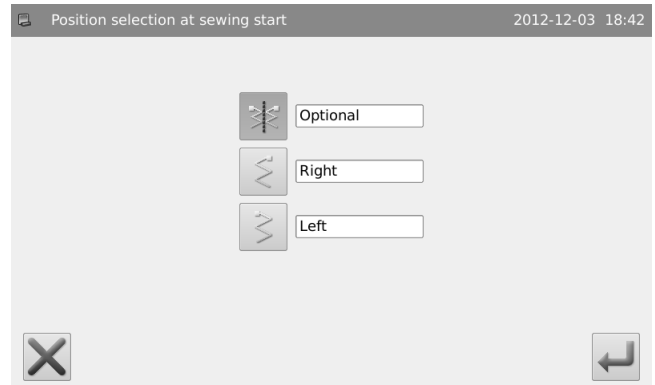 Position selection at sewing start 2012-12-03 18:42
Optional
Right
Left